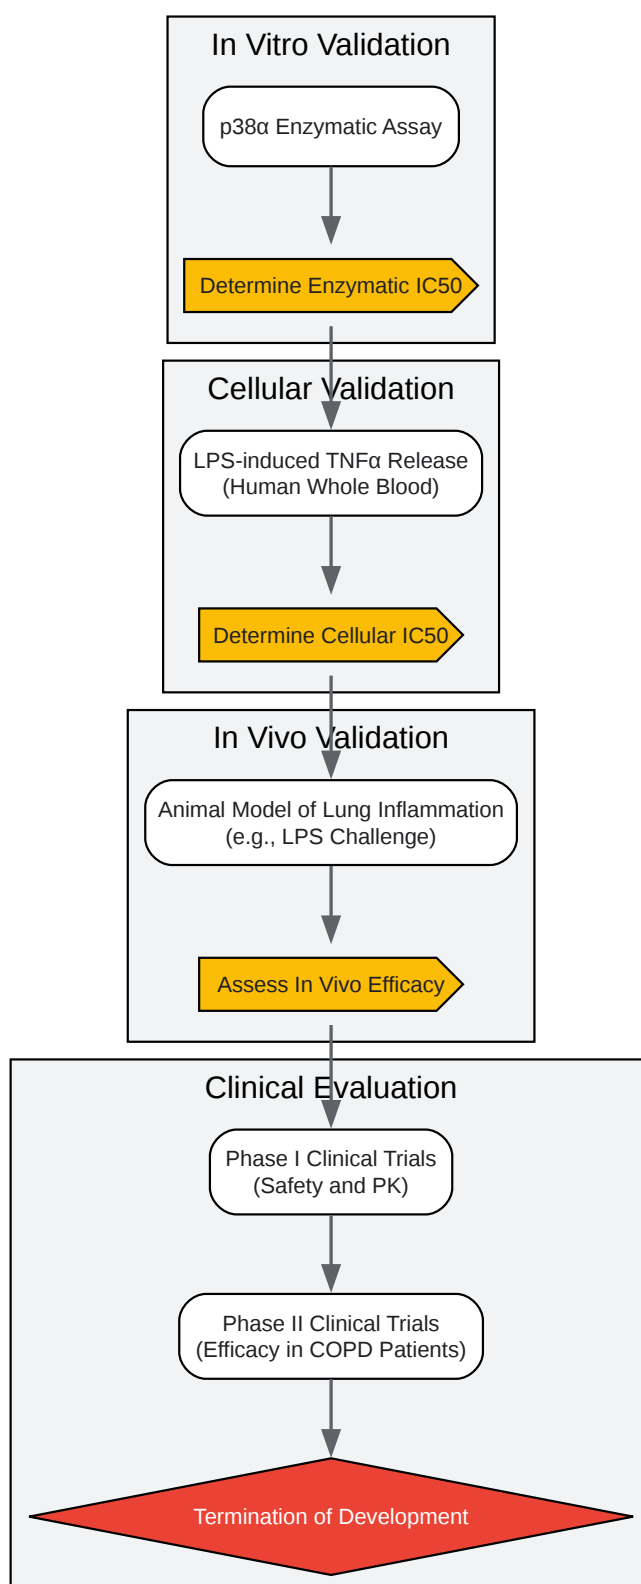 In Vitro Validation
p38α Enzymatic Assay
Determine Enzymatic IC50
Cellular Validation
LPS-induced TNFα Release
(Human Whole Blood)
Determine Cellular IC50
In Vivo Validation
Animal Model of Lung Inflammation
(e.g., LPS Challenge)
Assess In Vivo Efficacy
Clinical Evaluation
Phase I Clinical Trials
(Safety and PK)
Phase II Clinical Trials
(Efficacy in COPD Patients)
Termination of Development